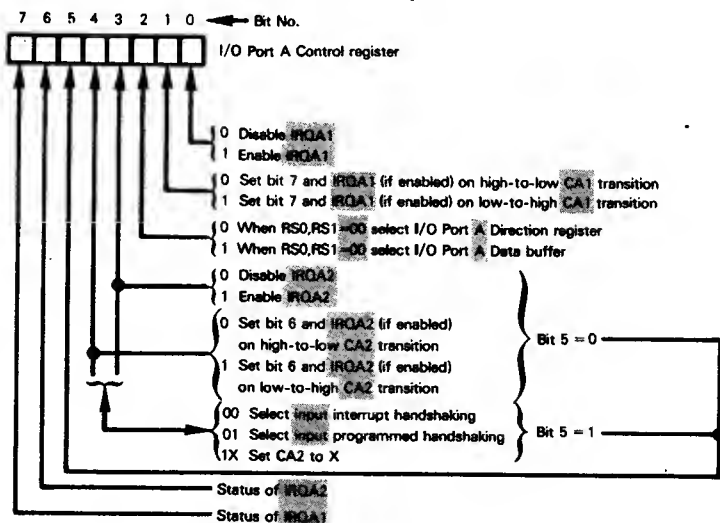 7 6 5 4 3 2 1 0 Bit No.
I/O Port A Control register
0 Disable IRQA1
1 Enable IRQA1
0 Set bit 7 and IRQA1 (if enabled) on high-to-low CA1 transition
1 Set bit 7 and IRQA1 (if enabled) on low-to-high CA1 transition
0 When RS0,RS1=00 select I/O Port A Direction register
1 When RS0,RS1=00 select I/O Port A Data buffer
0 Disable IRQA2
1 Enable IRQA2
0 Set bit 6 and IRQA2 (if enabled)
on high-to-low CA2 transition
1 Set bit 6 and IRQA2 (if enabled)
on low-to-high CA2 transition
Bit 5 = 0
00 Select input interrupt handshaking
01 Select input programmed handshaking
1X Set CA2 to X
Bit 5 = 1
Status of IRQA2
Status of IRQA1